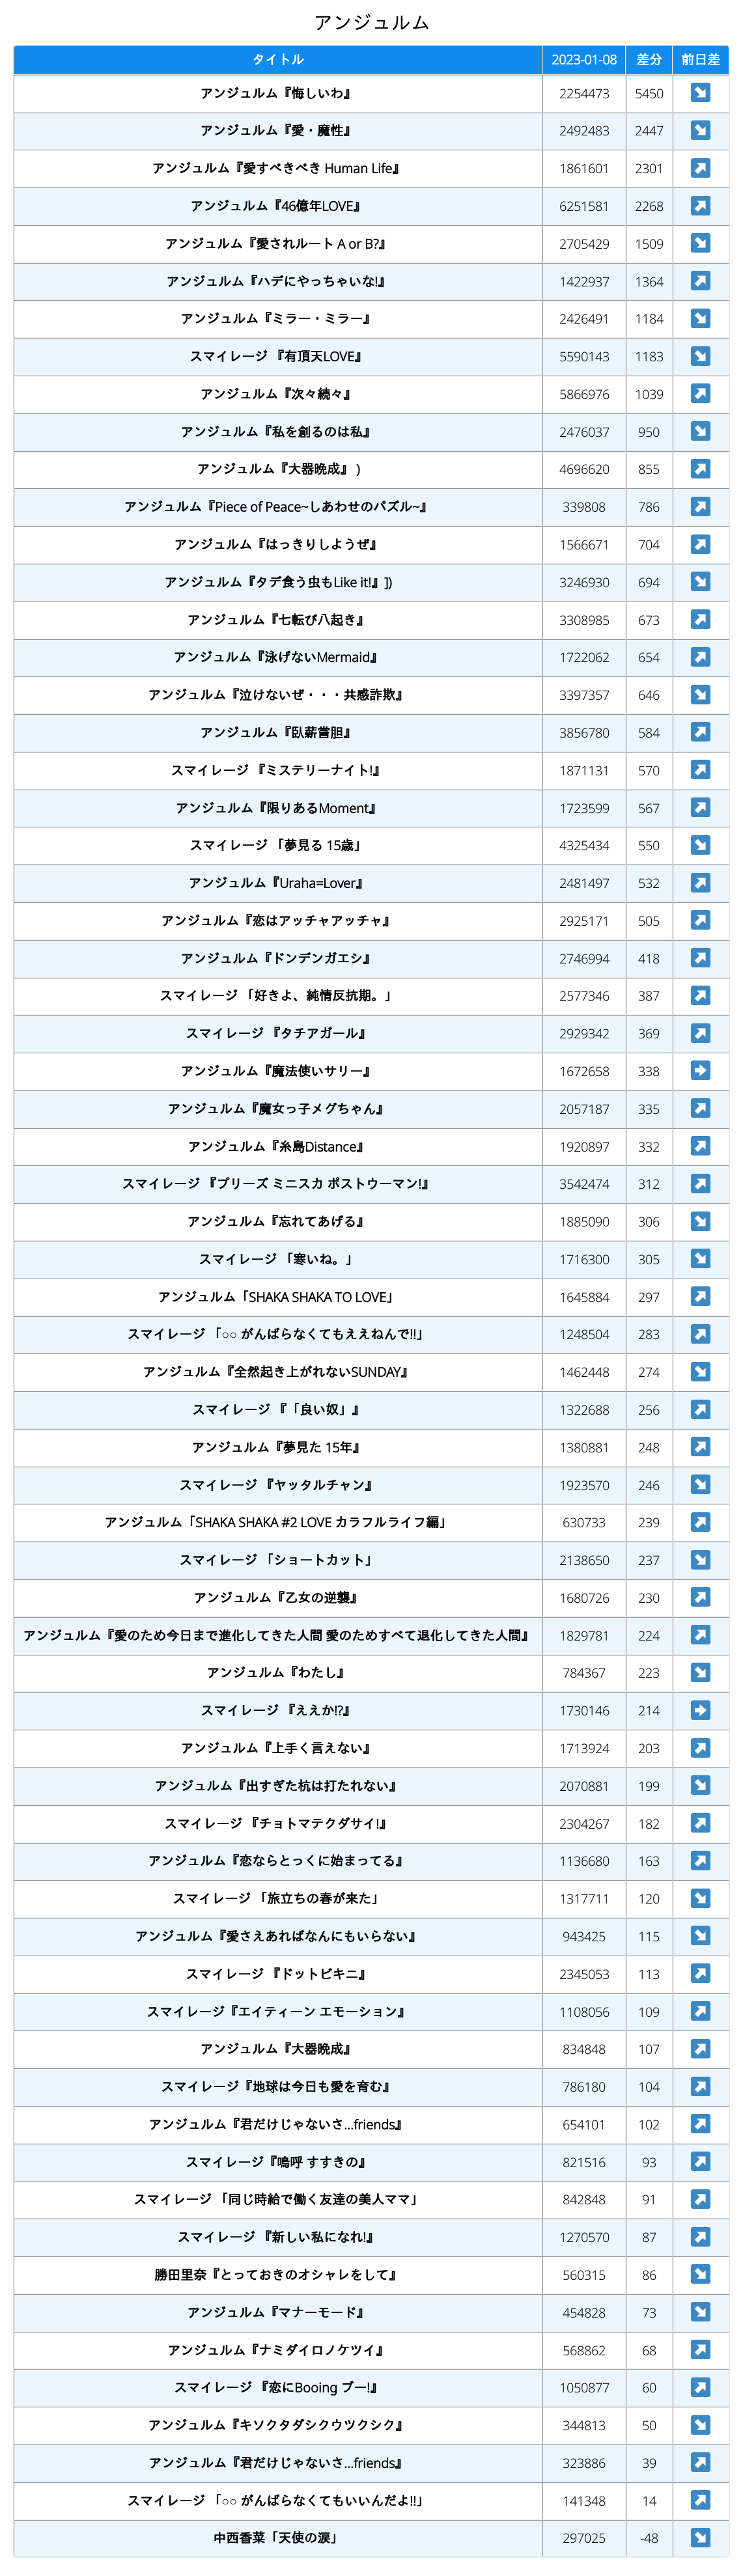 アンジュルム
タイトル 2023-01-08 差分 前日差
アンジュルム『悔しいわ』 2254473 5450 ↘
アンジュルム『愛・魔性』 2492483 2447 ↘
アンジュルム『愛すべきべき Human Life』 1861601 2301 ↗
アンジュルム『46億年LOVE』 6251581 2268 ↗
アンジュルム『愛されルート A or B?』 2705429 1509 ↘
アンジュルム『ハデにやっちゃいな!』 1422937 1364 ↗
アンジュルム『ミラー・ミラー』 2426491 1184 ↘
スマイレージ 『有頂天LOVE』 5590143 1183 ↘
アンジュルム『次々続々』 5866976 1039 ↗
アンジュルム『私を創るのは私』 2476037 950 ↘
アンジュルム『大器晩成』 ) 4696620 855 ↗
アンジュルム『Piece of Peace~しあわせのパズル~』 339808 786 ↗
アンジュルム『はっきりしようぜ』 1566671 704 ↗
アンジュルム『タデ食う虫もLike it!』]) 3246930 694 ↘
アンジュルム『七転び八起き』 3308985 673 ↗
アンジュルム『泳げないMermaid』 1722062 654 ↗
アンジュルム『泣けないぜ・・・共感詐欺』 3397357 646 ↘
アンジュルム『臥薪嘗胆』 3856780 584 ↗
スマイレージ 『ミステリーナイト!』 1871131 570 ↗
アンジュルム『限りあるMoment』 1723599 567 ↗
スマイレージ 「夢見る 15歳」 4325434 550 ↘
アンジュルム『Uraha=Lover』 2481497 532 ↗
アンジュルム『恋はアッチャアッチャ』 2925171 505 ↗
アンジュルム『ドンデンガエシ』 2746994 418 ↗
スマイレージ 「好きよ、純情反抗期。」 2577346 387 ↗
スマイレージ 『タチアガール』 2929342 369 ↗
アンジュルム『魔法使いサリー』 1672658 338 ➡
アンジュルム『魔女っ子メグちゃん』 2057187 335 ↗
アンジュルム『糸島Distance』 1920897 332 ↗
スマイレージ 『プリーズ ミニスカ ポストウーマン!』 3542474 312 ↗
アンジュルム『忘れてあげる』 1885090 306 ↘
スマイレージ 「寒いね。」 1716300 305 ↘
アンジュルム「SHAKA SHAKA TO LOVE」 1645884 297 ↗
スマイレージ 「○○ がんばらなくてもええねんで!!」 1248504 283 ↗
アンジュルム『全然起き上がれないSUNDAY』 1462448 274 ↘
スマイレージ 『「良い奴」』 1322688 256 ↗
アンジュルム『夢見た 15年』 1380881 248 ↗
スマイレージ 『ヤッタルチャン』 1923570 246 ↘
アンジュルム「SHAKA SHAKA #2 LOVE カラフルライフ編」 630733 239 ↗
スマイレージ 「ショートカット」 2138650 237 ↘
アンジュルム『乙女の逆襲』 1680726 230 ↗
アンジュルム『愛のため今日まで進化してきた人間 愛のためすべて退化してきた人間』 1829781 224 ↗
アンジュルム『わたし』 784367 223 ↘
スマイレージ 『ええか!?』 1730146 214 ➡
アンジュルム『上手く言えない』 1713924 203 ↗
アンジュルム『出すぎた杭は打たれない』 2070881 199 ↘
スマイレージ 『チョトマテクダサイ!』 2304267 182 ↗
アンジュルム『恋ならとっくに始まってる』 1136680 163 ↗
スマイレージ 「旅立ちの春が来た」 1317711 120 ↘
アンジュルム『愛さえあればなんにもいらない』 943425 115 ↘
スマイレージ 『ドットビキニ』 2345053 113 ↗
スマイレージ『エイティーン エモーション』 1108056 109 ↗
アンジュルム『大器晩成』 834848 107 ↗
スマイレージ『地球は今日も愛を育む』 786180 104 ↗
アンジュルム『君だけじゃないさ...friends』 654101 102 ↗
スマイレージ『嗚呼 すすきの』 821516 93 ↗
スマイレージ 「同じ時給で働く友達の美人ママ」 842848 91 ↗
スマイレージ 『新しい私になれ!』 1270570 87 ↗
勝田里奈『とっておきのオシャレをして』 560315 86 ↘
アンジュルム『マナーモード』 454828 73 ↘
アンジュルム『ナミダイロノケツイ』 568862 68 ↗
スマイレージ 『恋にBooing ブー!』 1050877 60 ↗
アンジュルム『キソクタダシクウツクシク』 344813 50 ↘
アンジュルム『君だけじゃないさ...friends』 323886 39 ↗
スマイレージ 「○○ がんばらなくてもいいんだよ!!」 141348 14 ↗
中西香菜「天使の涙」 297025 -48 ↘